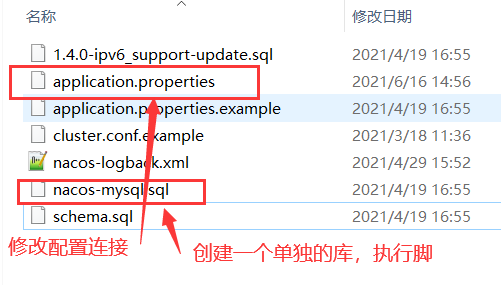 名称 修改日期
1.4.0-ipv6_support-update.sql 2021/4/19 16:55
application.properties 2021/6/16 14:56
application.properties.example 2021/4/19 16:55
cluster.conf.example 2021/3/18 11:36
nacos-logback.xml 2021/4/29 15:52
nacos-mysql.sql 2021/4/19 16:55
schema.sql 2021/4/19 16:55
修改配置连接
创建一个单独的库，执行脚